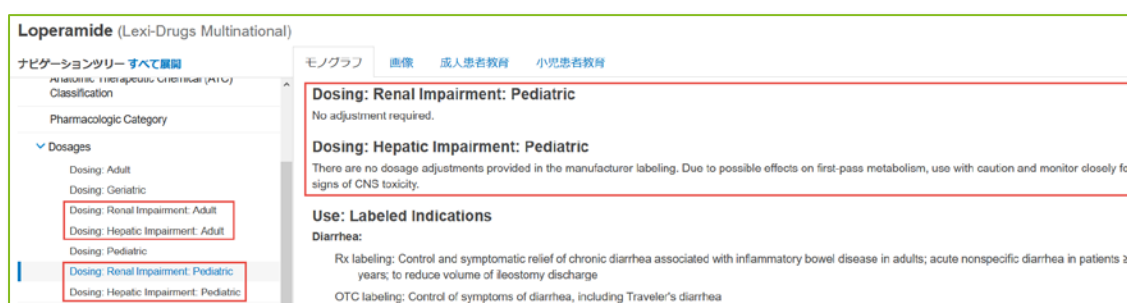 Loperamide (Lexi-Drugs Multinational)
ナビゲーションツリー すべて展開
Anatomic Therapeutic Chemical (ATC)
Classification
Pharmacologic Category
Dosages
Dosing: Adult
Dosing: Geriatric
Dosing: Renal Impairment: Adult
Dosing: Hepatic Impairment: Adult
Dosing: Pediatric
Dosing: Renal Impairment: Pediatric
Dosing: Hepatic Impairment: Pediatric
モノグラフ 画像 成人患者教育 小児患者教育
Dosing: Renal Impairment: Pediatric
No adjustment required.
Dosing: Hepatic Impairment: Pediatric
There are no dosage adjustments provided in the manufacturer labeling. Due to possible effects on first-pass metabolism, use with caution and monitor closely fo
signs of CNS toxicity.
Use: Labeled Indications
Diarrhea:
Rx labeling: Control and symptomatic relief of chronic diarrhea associated with inflammatory bowel disease in adults; acute nonspecific diarrhea in patients ≥
years; to reduce volume of ileostomy discharge
OTC labeling: Control of symptoms of diarrhea, including Traveler's diarrhea